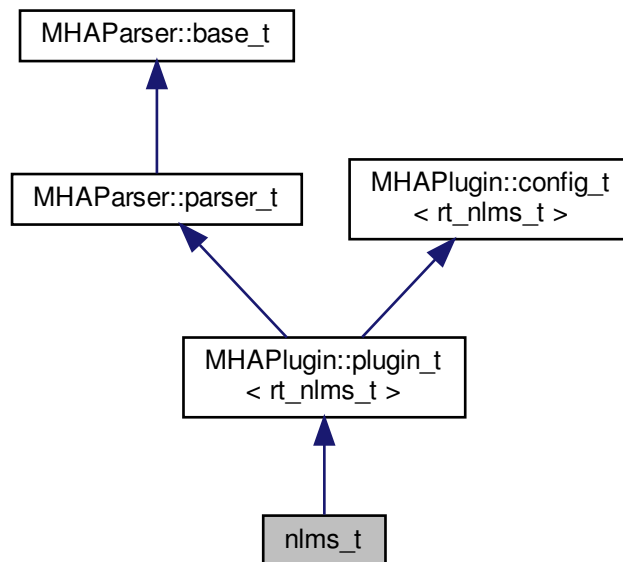 MHAParser::base_t
MHAParser::parser_t
MHAPlugin::config_t
< rt_nlms_t >
MHAPlugin::plugin_t
< rt_nlms_t >
nlms_t